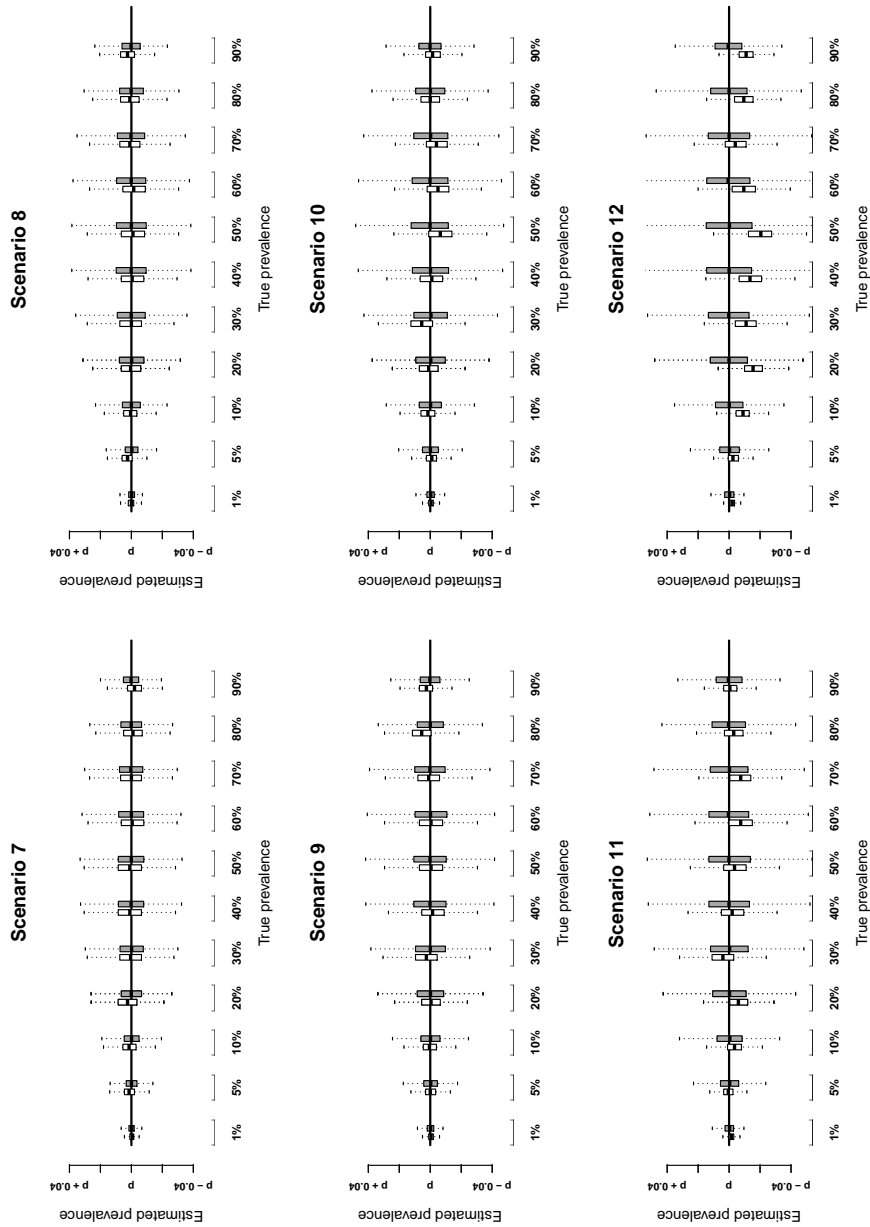 Scenario 7
Estimated prevalence
p − 0.04 p p + 0.04
1% 5% 10% 20% 30% 40% 50% 60% 70% 80% 90%
True prevalence
Scenario 8
Estimated prevalence
p − 0.04 p p + 0.04
1% 5% 10% 20% 30% 40% 50% 60% 70% 80% 90%
True prevalence
Scenario 9
Estimated prevalence
p − 0.04 p p + 0.04
1% 5% 10% 20% 30% 40% 50% 60% 70% 80% 90%
True prevalence
Scenario 10
Estimated prevalence
p − 0.04 p p + 0.04
1% 5% 10% 20% 30% 40% 50% 60% 70% 80% 90%
True prevalence
Scenario 11
Estimated prevalence
p − 0.04 p p + 0.04
1% 5% 10% 20% 30% 40% 50% 60% 70% 80% 90%
True prevalence
Scenario 12
Estimated prevalence
p − 0.04 p p + 0.04
1% 5% 10% 20% 30% 40% 50% 60% 70% 80% 90%
True prevalence